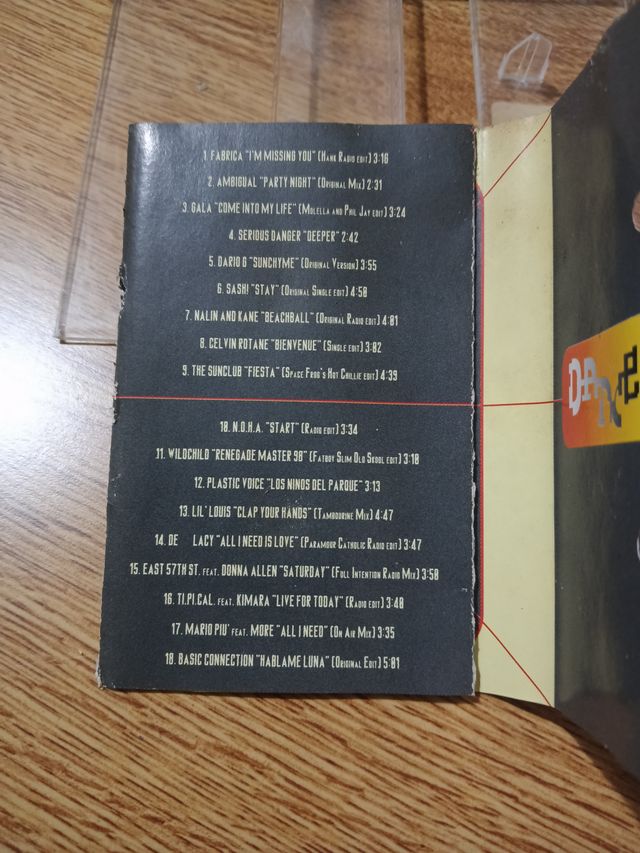 1. FABRICA "I'M MISSING YOU" (HANK RADIO EDIT) 3:16
2. AMBIGUAL "PARTY NIGHT" (ORIGINAL MIX) 2:31
3. GALA "COME INTO MY LIFE" (MOLELLA AND PHIL JAY EDIT) 3:24
4. SERIOUS DANGER "DEEPER" 2:42
5. DARIO G "SUNCHYME" (ORIGINAL VERSION) 3:55
6. SASH! "STAY" (ORIGINAL SINGLE EDIT) 4:50
7. NALIN AND KANE "BEACHBALL" (ORIGINAL RADIO EDIT) 4:01
8. CELVIN ROTANE "BIENVENUE" (SINGLE EDIT) 3:02
9. THE SUNCLUB "FIESTA" (SPACE FROG'S HOT CHILLIE EDIT) 4:39
10. N.O.H.A. "START" (RADIO EDIT) 3:34
11. WILDCHILD "RENEGADE MASTER 98" (FATBOY SLIM OLD SKOOL EDIT) 3:10
12. PLASTIC VOICE "LOS NINOS DEL PARQUE" 3:13
13. LIL' LOUIS "CLAP YOUR HANDS" (TAMBOURINE MIX) 4:47
14. DE LACY "ALL I NEED IS LOVE" (PARAMOUR CATHOLIC RADIO EDIT) 3:47
15. EAST 57TH ST. FEAT. DONNA ALLEN "SATURDAY" (FULL INTENTION RADIO MIX) 3:50
16. TI.PI.CAL. FEAT. KIMARA "LIVE FOR TODAY" (RADIO EDIT) 3:40
17. MARIO PIU' FEAT. MORE "ALL I NEED" (ON AIR MIX) 3:35
18. BASIC CONNECTION "HABLAME LUNA" (ORIGINAL EDIT) 5:01